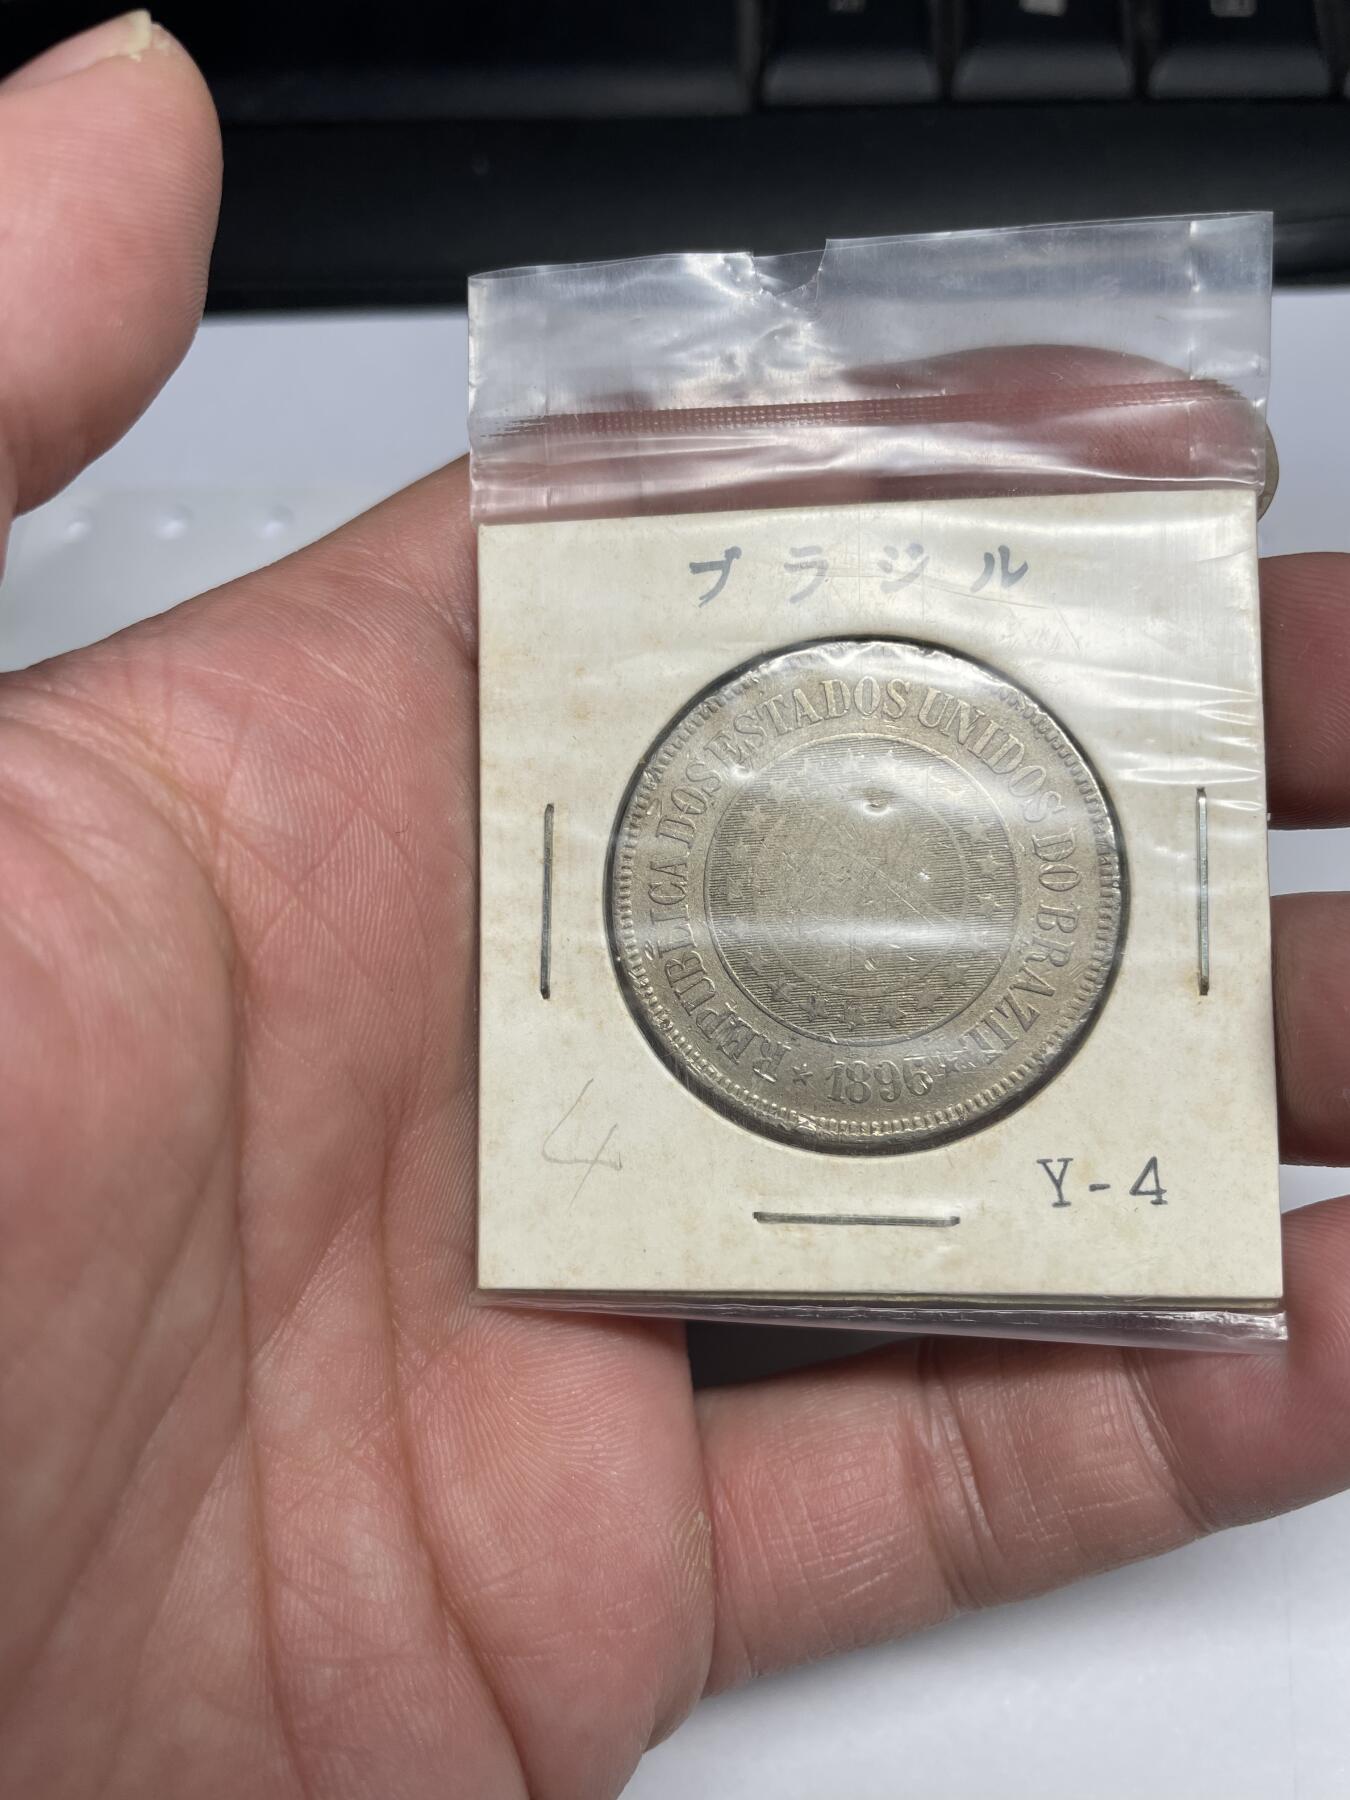 ブラジル
REPUBLICA DOS ESTADOS UNIDOS DO BRAZIL
★ 1896 ★
4
Y-4